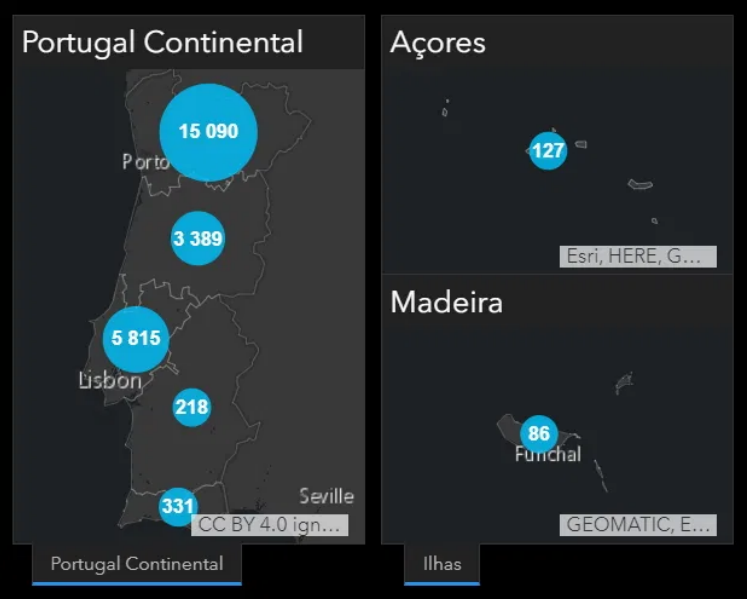 Portugal Continental
15 090
Porto
3 389
5 815
Lisbon
218
Seville
331
CC BY 4.0 ign…
Portugal Continental
Açores
127
Esri, HERE, G…
Madeira
86
Funchal
GEOMATIC, E…
Ilhas